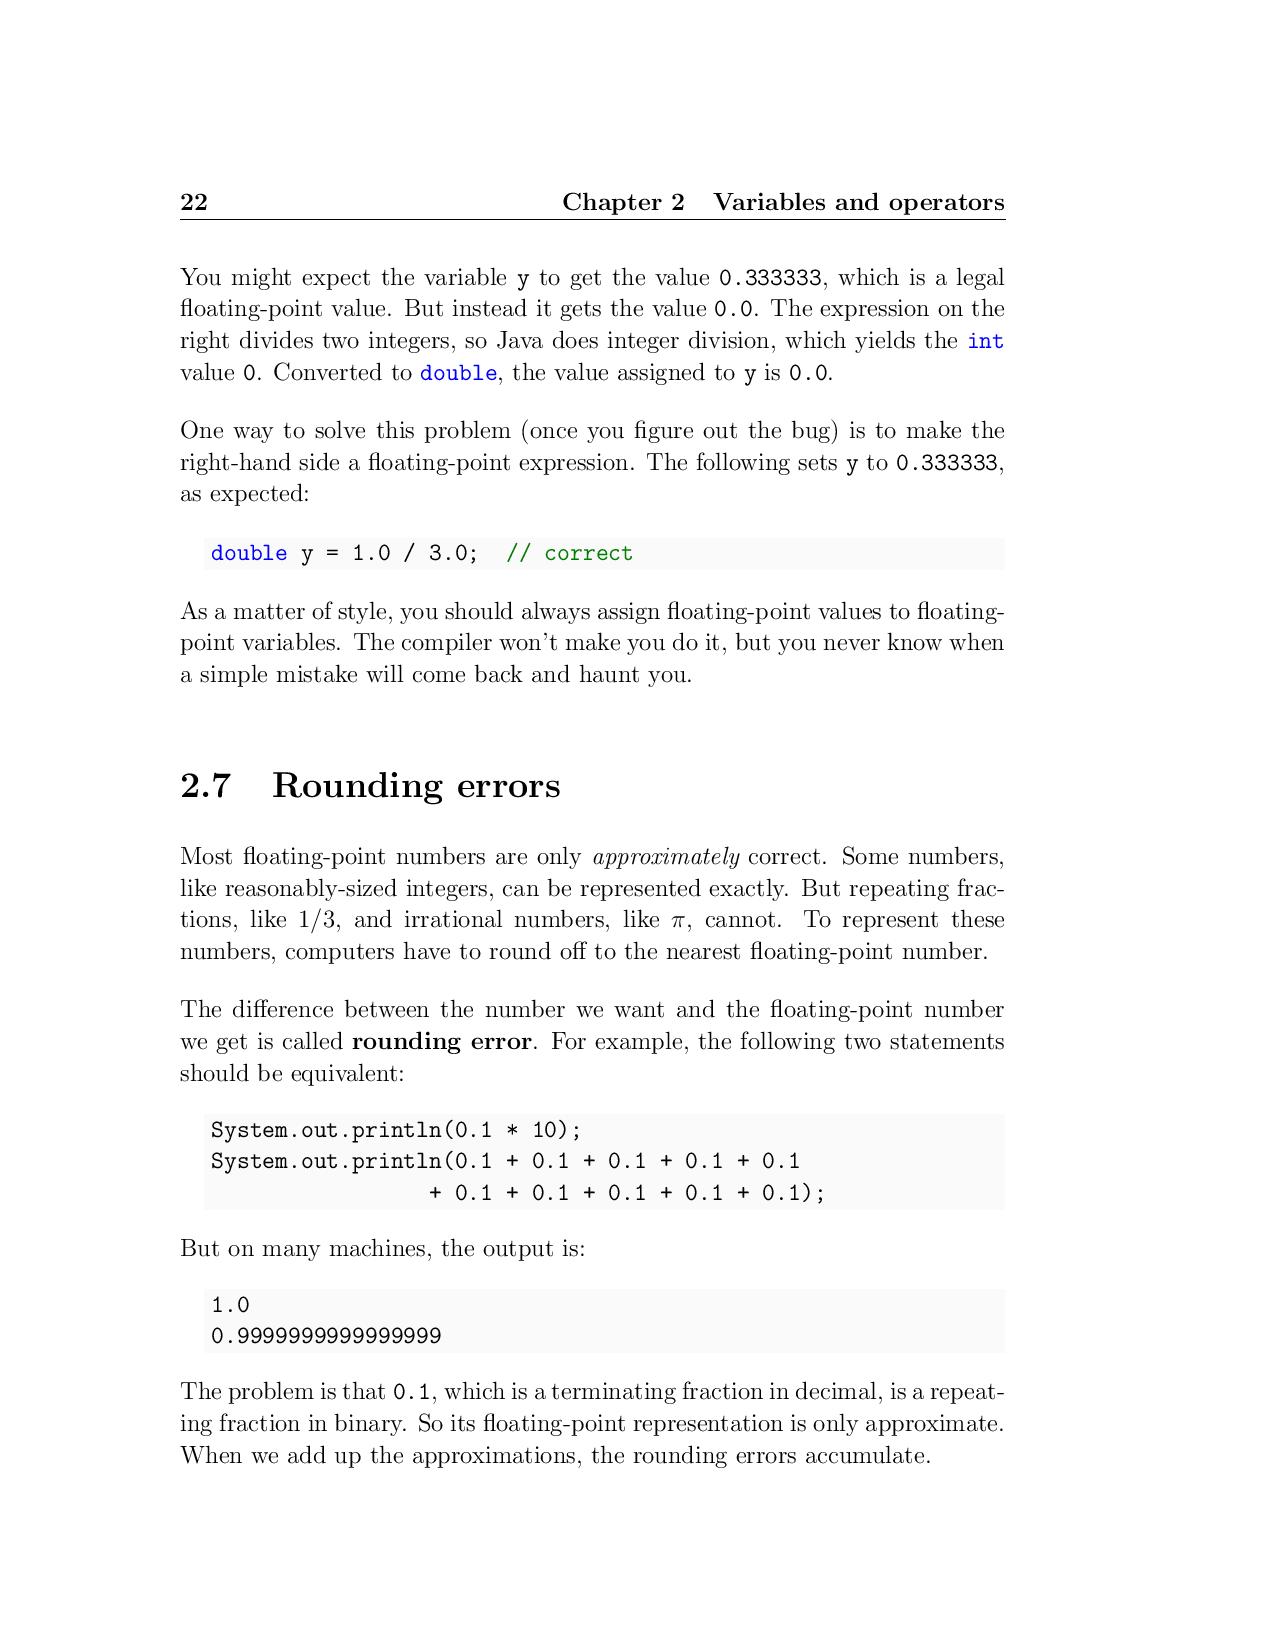 22 Chapter 2 Variables and operators
You might expect the variable y to get the value 0.333333, which is a legal
floating-point value. But instead it gets the value 0.0. The expression on the
right divides two integers, so Java does integer division, which yields the int
value 0. Converted to double, the value assigned to y is 0.0.
One way to solve this problem (once you figure out the bug) is to make the
right-hand side a floating-point expression. The following sets y to 0.333333,
as expected:
double y = 1.0 / 3.0;  // correct
As a matter of style, you should always assign floating-point values to floating-
point variables. The compiler won't make you do it, but you never know when
a simple mistake will come back and haunt you.
2.7 Rounding errors
Most floating-point numbers are only approximately correct. Some numbers,
like reasonably-sized integers, can be represented exactly. But repeating frac-
tions, like 1/3, and irrational numbers, like π, cannot. To represent these
numbers, computers have to round off to the nearest floating-point number.
The difference between the number we want and the floating-point number
we get is called rounding error. For example, the following two statements
should be equivalent:
System.out.println(0.1 * 10);
System.out.println(0.1 + 0.1 + 0.1 + 0.1 + 0.1
                 + 0.1 + 0.1 + 0.1 + 0.1 + 0.1);
But on many machines, the output is:
1.0
0.9999999999999999
The problem is that 0.1, which is a terminating fraction in decimal, is a repeat-
ing fraction in binary. So its floating-point representation is only approximate.
When we add up the approximations, the rounding errors accumulate.